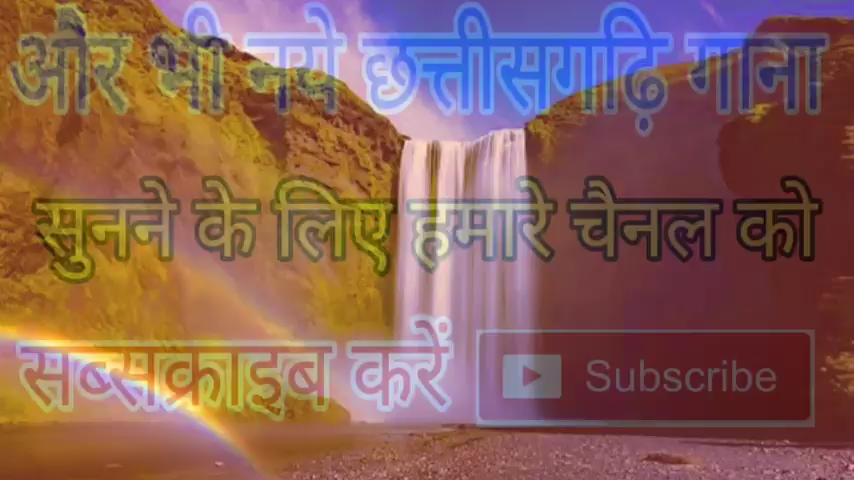 और भी नये छत्तीसगढ़ि गाना
सुनने के लिए हमारे चैनल को
सब्सक्राइब करें
Subscribe